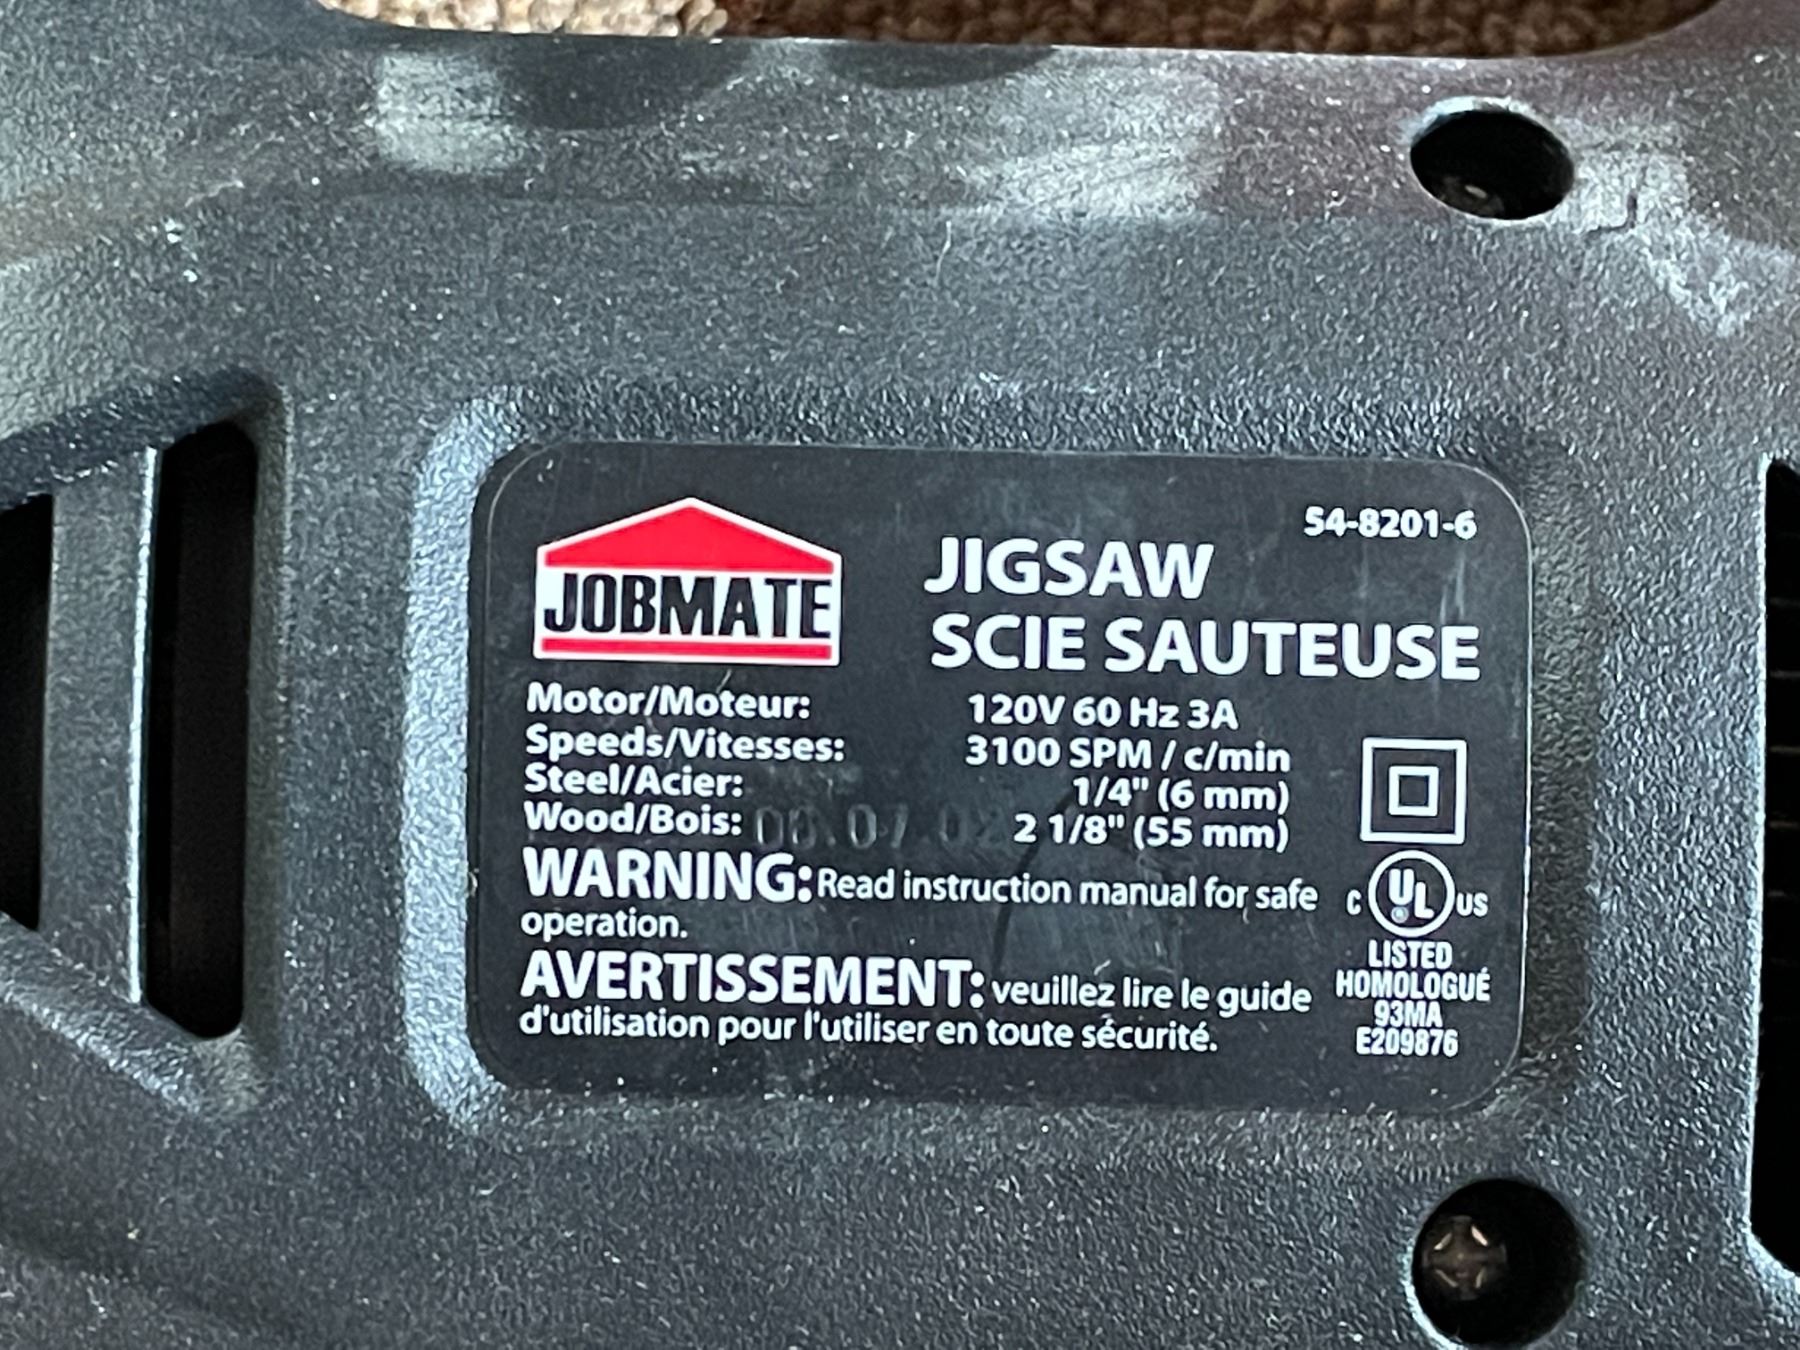 54-8201-6
JOBMATE
JIGSAW
SCIE SAUTEUSE
Motor/Moteur: 120V 60 Hz 3A
Speeds/Vitesses: 3100 SPM / c/min
Steel/Acier: 1/4" (6 mm)
Wood/Bois: 2 1/8" (55 mm)
WARNING: Read instruction manual for safe
operation.
AVERTISSEMENT: veuillez lire le guide
d'utilisation pour l'utiliser en toute sécurité.
C UL ® US
LISTED
HOMOLOGUÉ
93MA
E209876